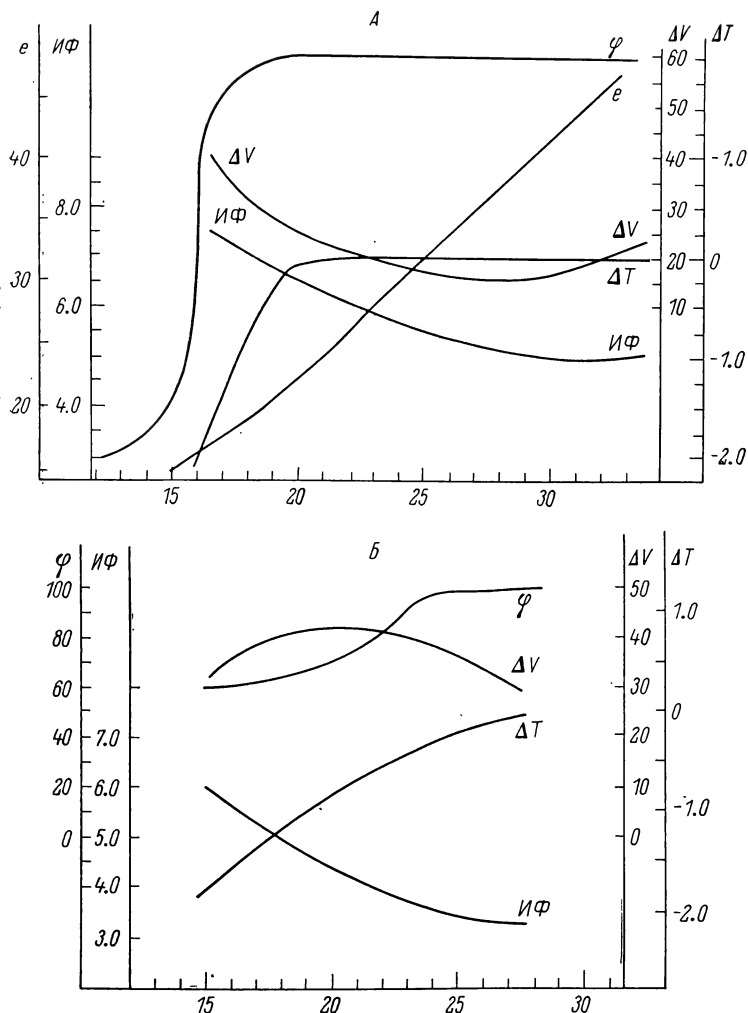 А
e ИФ ΔV ΔT
φ
60
e
50
40 ΔV 40 -1.0
8.0 ИФ 30 ΔV
20 0
30 ΔT
6.0 10
ИФ -1.0
20 4.0
-2.0
15 20 25 30
Б
φ ИФ ΔV ΔT
100 φ 50
1.0
80 40
ΔV
60 30
0
40 7.0 ΔT 20
20 6.0 10
-1.0
0 5.0 0
4.0 ИФ
-2.0
3.0
15 20 25 30